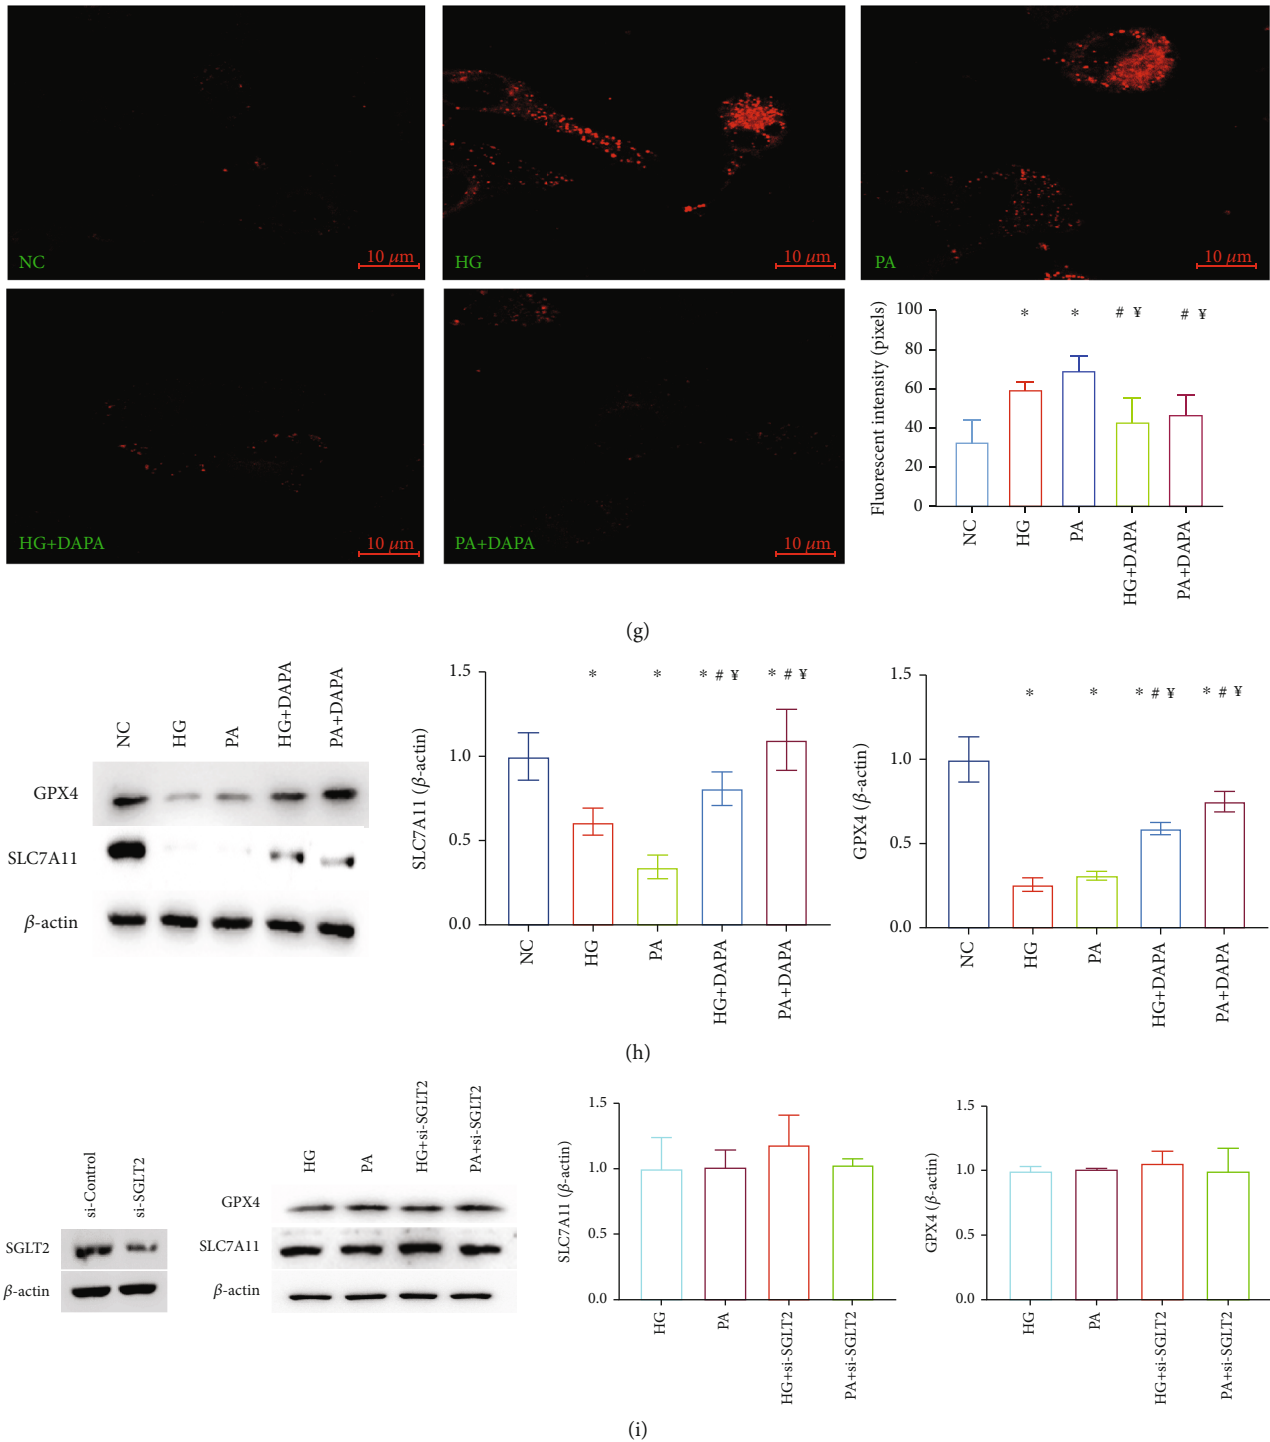 NC
10 μm
HG
10 μm
PA
10 μm
HG+DAPA
10 μm
PA+DAPA
10 μm
Fluorescent intensity (pixels)
100
80
60
40
20
0
* * # ¥ # ¥
NC
HG
PA
HG+DAPA
PA+DAPA
(g)
NC
HG
PA
HG+DAPA
PA+DAPA
GPX4
SLC7A11
β-actin
SLC7A11 (β-actin)
1.5
1.0
0.5
0.0
* * * # ¥ * # ¥
NC
HG
PA
HG+DAPA
PA+DAPA
GPX4 (β-actin)
1.5
1.0
0.5
0.0
* * * # ¥ * # ¥
NC
HG
PA
HG+DAPA
PA+DAPA
(h)
si-Control
si-SGLT2
SGLT2
β-actin
HG
PA
HG+si-SGLT2
PA+si-SGLT2
GPX4
SLC7A11
β-actin
SLC7A11 (β-actin)
1.5
1.0
0.5
0.0
HG
PA
HG+si-SGLT2
PA+si-SGLT2
GPX4 (β-actin)
1.5
1.0
0.5
0.0
HG
PA
HG+si-SGLT2
PA+si-SGLT2
(i)